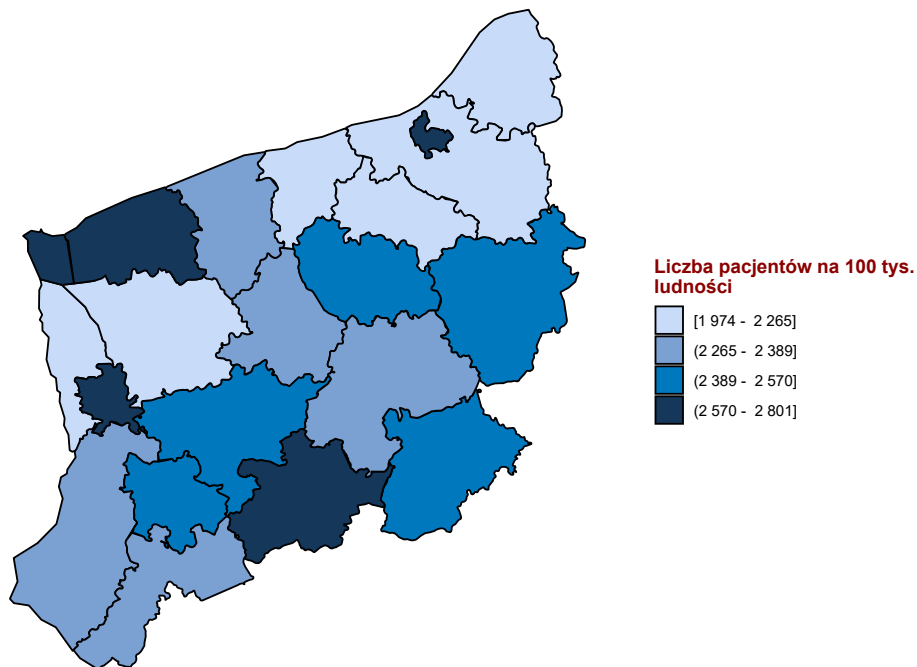 Liczba pacjentów na 100 tys.
ludności
[1 974 - 2 265]
(2 265 - 2 389]
(2 389 - 2 570]
(2 570 - 2 801]